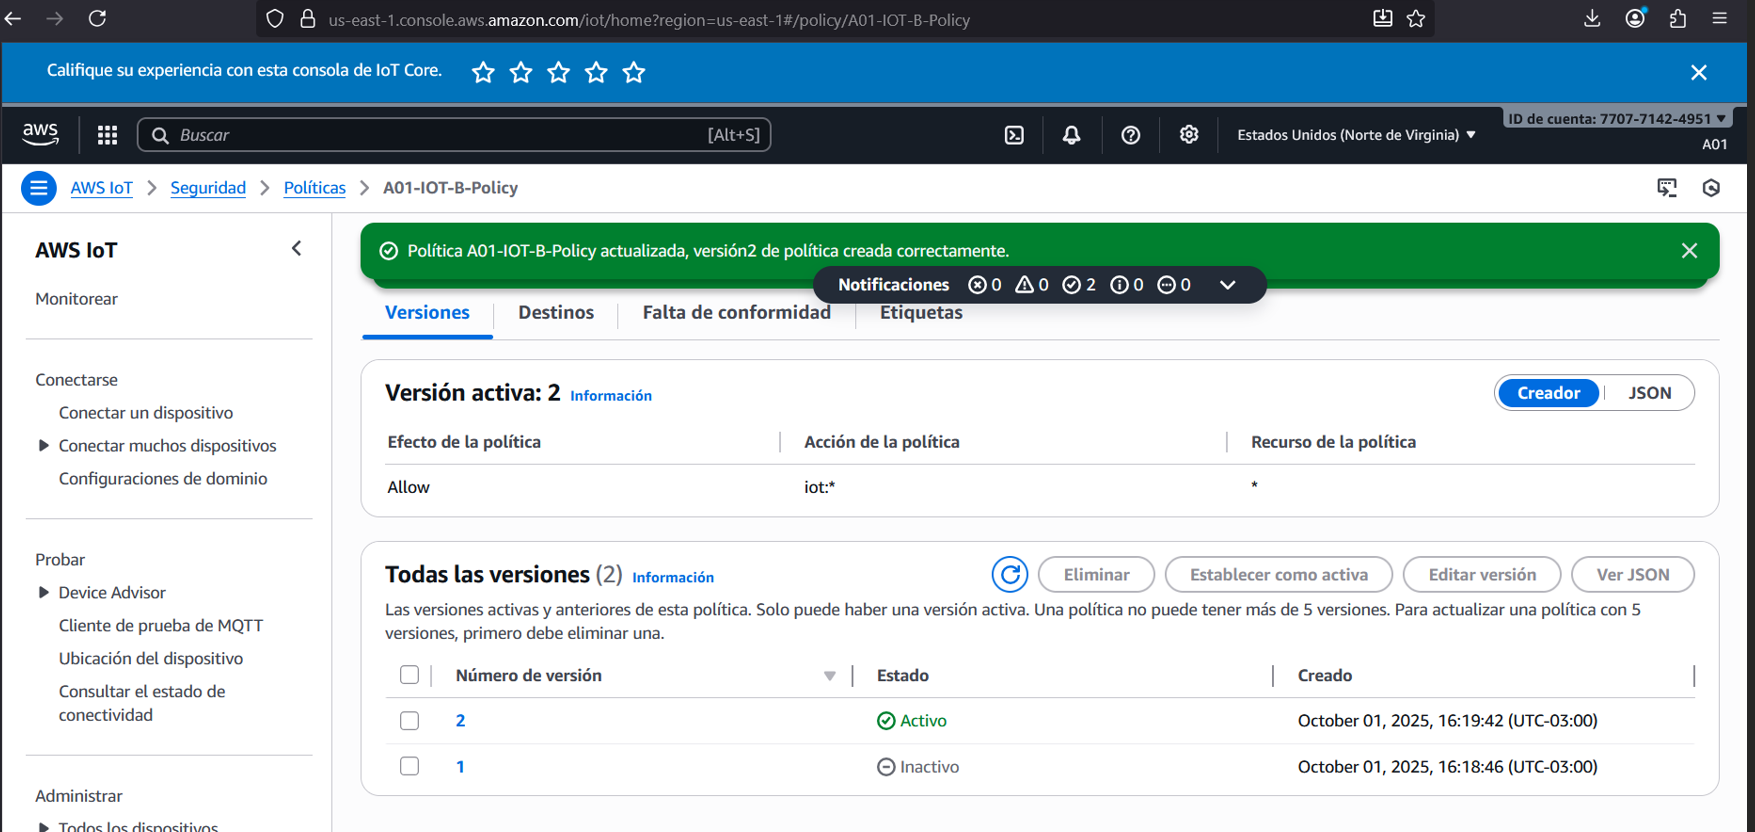 us-east-1.console.aws.amazon.com/iot/home?region=us-east-1#/policy/A01-IOT-B-Policy
Califique su experiencia con esta consola de IoT Core.
aws
Buscar
[Alt+S]
Estados Unidos (Norte de Virginia) ▼
ID de cuenta: 7707-7142-4951 ▼
A01
AWS IoT
Seguridad
Políticas
A01-IOT-B-Policy
AWS IoT
Monitorear
Conectarse
Conectar un dispositivo
Conectar muchos dispositivos
Configuraciones de dominio
Probar
Device Advisor
Cliente de prueba de MQTT
Ubicación del dispositivo
Consultar el estado de
conectividad
Administrar
Todos los dispositivos
Política A01-IOT-B-Policy actualizada, versión2 de política creada correctamente.
Notificaciones 0 0 2 0 0
Versiones
Destinos
Falta de conformidad
Etiquetas
Versión activa: 2 Información
Creador
JSON
Efecto de la política
Acción de la política
Recurso de la política
Allow
iot:*
*
Todas las versiones (2) Información
Eliminar
Establecer como activa
Editar versión
Ver JSON
Las versiones activas y anteriores de esta política. Solo puede haber una versión activa. Una política no puede tener más de 5 versiones. Para actualizar una política con 5
versiones, primero debe eliminar una.
Número de versión
Estado
Creado
2
Activo
October 01, 2025, 16:19:42 (UTC-03:00)
1
Inactivo
October 01, 2025, 16:18:46 (UTC-03:00)